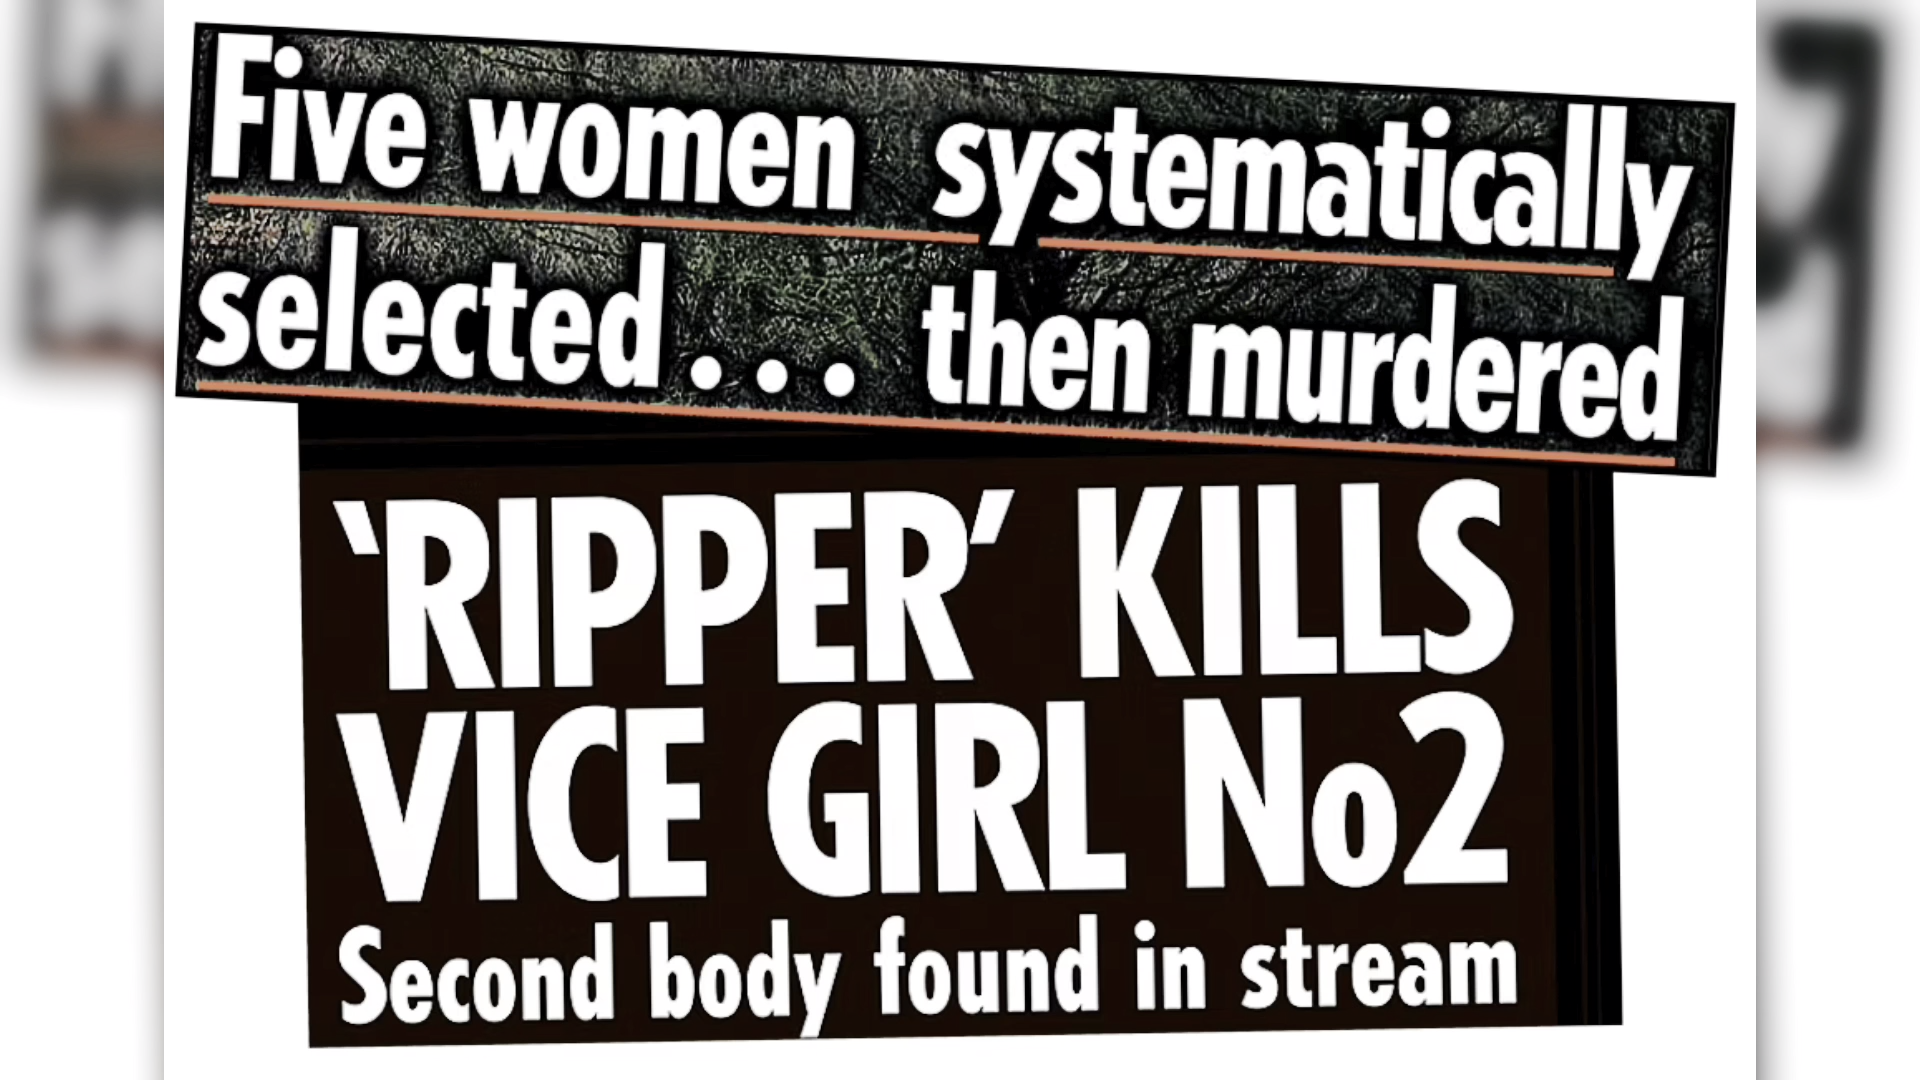 Five women systematically
selected... then murdered
‘RIPPER’ KILLS
VICE GIRL No2
Second body found in stream